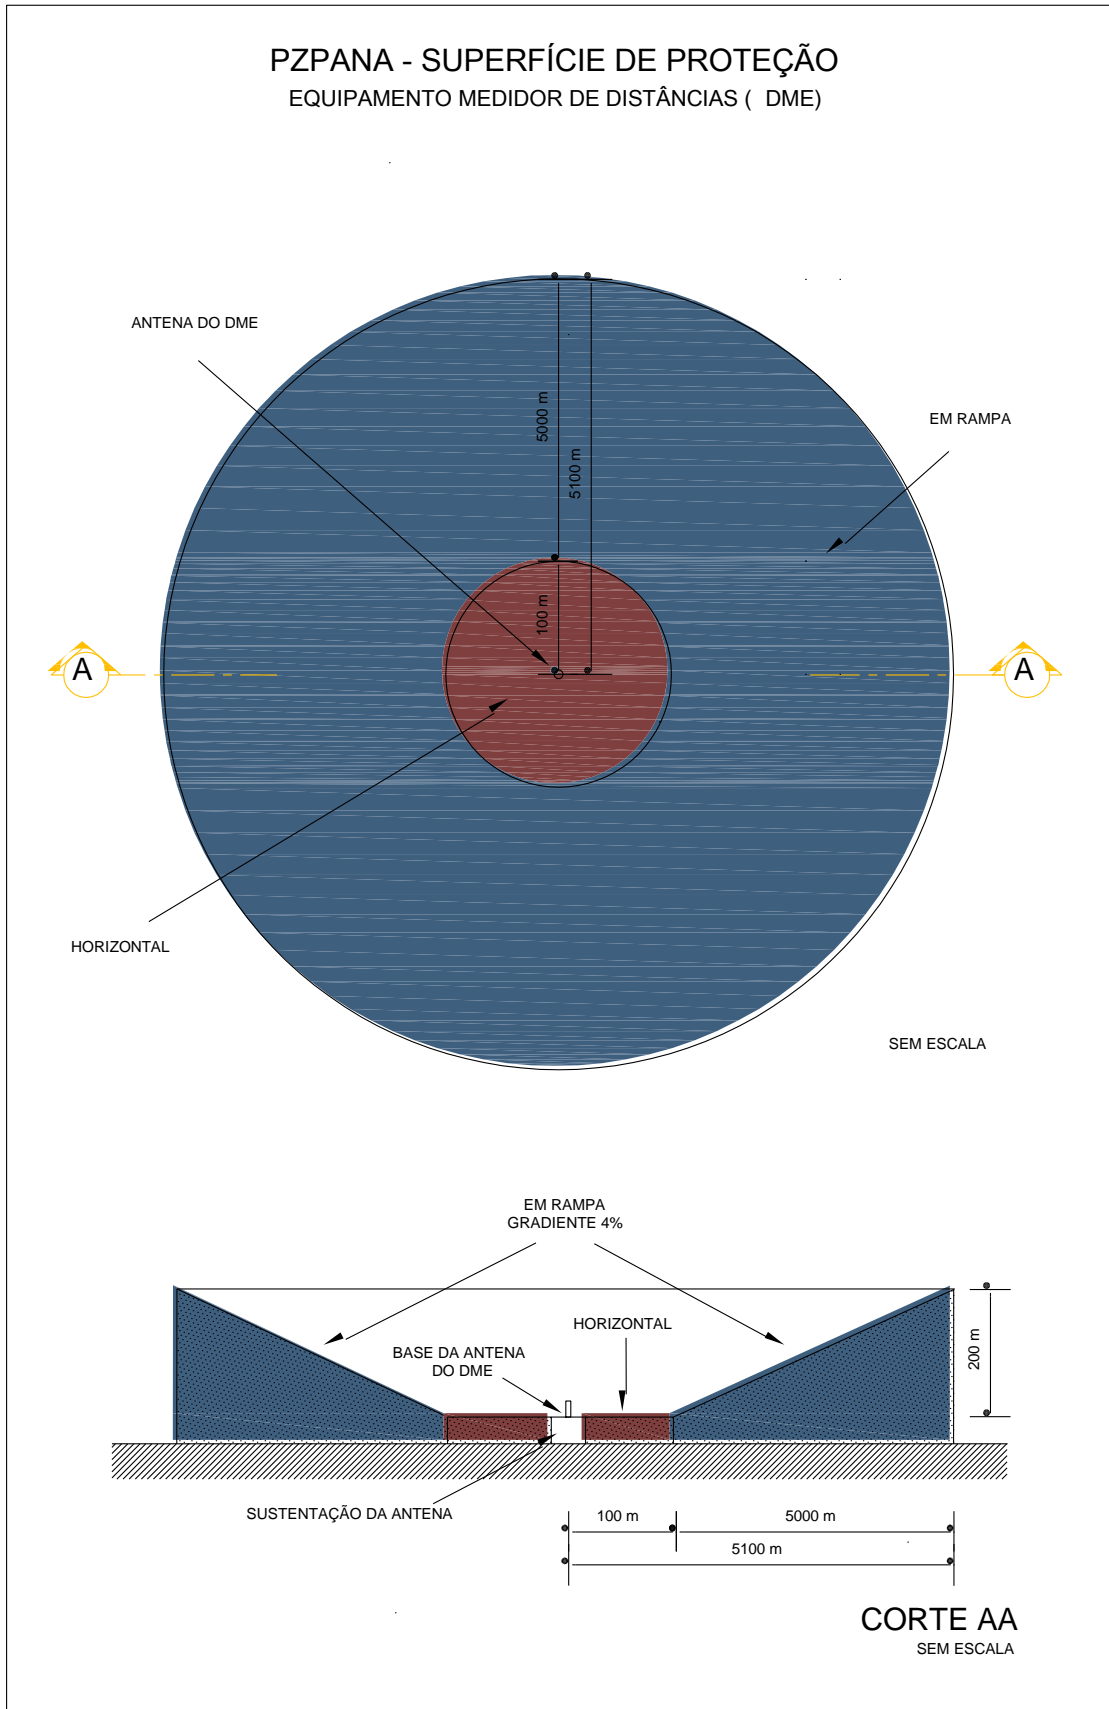 PZPANA - SUPERFÍCIE DE PROTEÇÃO
EQUIPAMENTO MEDIDOR DE DISTÂNCIAS ( DME)
ANTENA DO DME
5000 m
5100 m
EM RAMPA
100 m
A
A
HORIZONTAL
SEM ESCALA
EM RAMPA
GRADIENTE 4%
HORIZONTAL
BASE DA ANTENA
DO DME
200 m
SUSTENTAÇÃO DA ANTENA
100 m
5000 m
5100 m
CORTE AA
SEM ESCALA